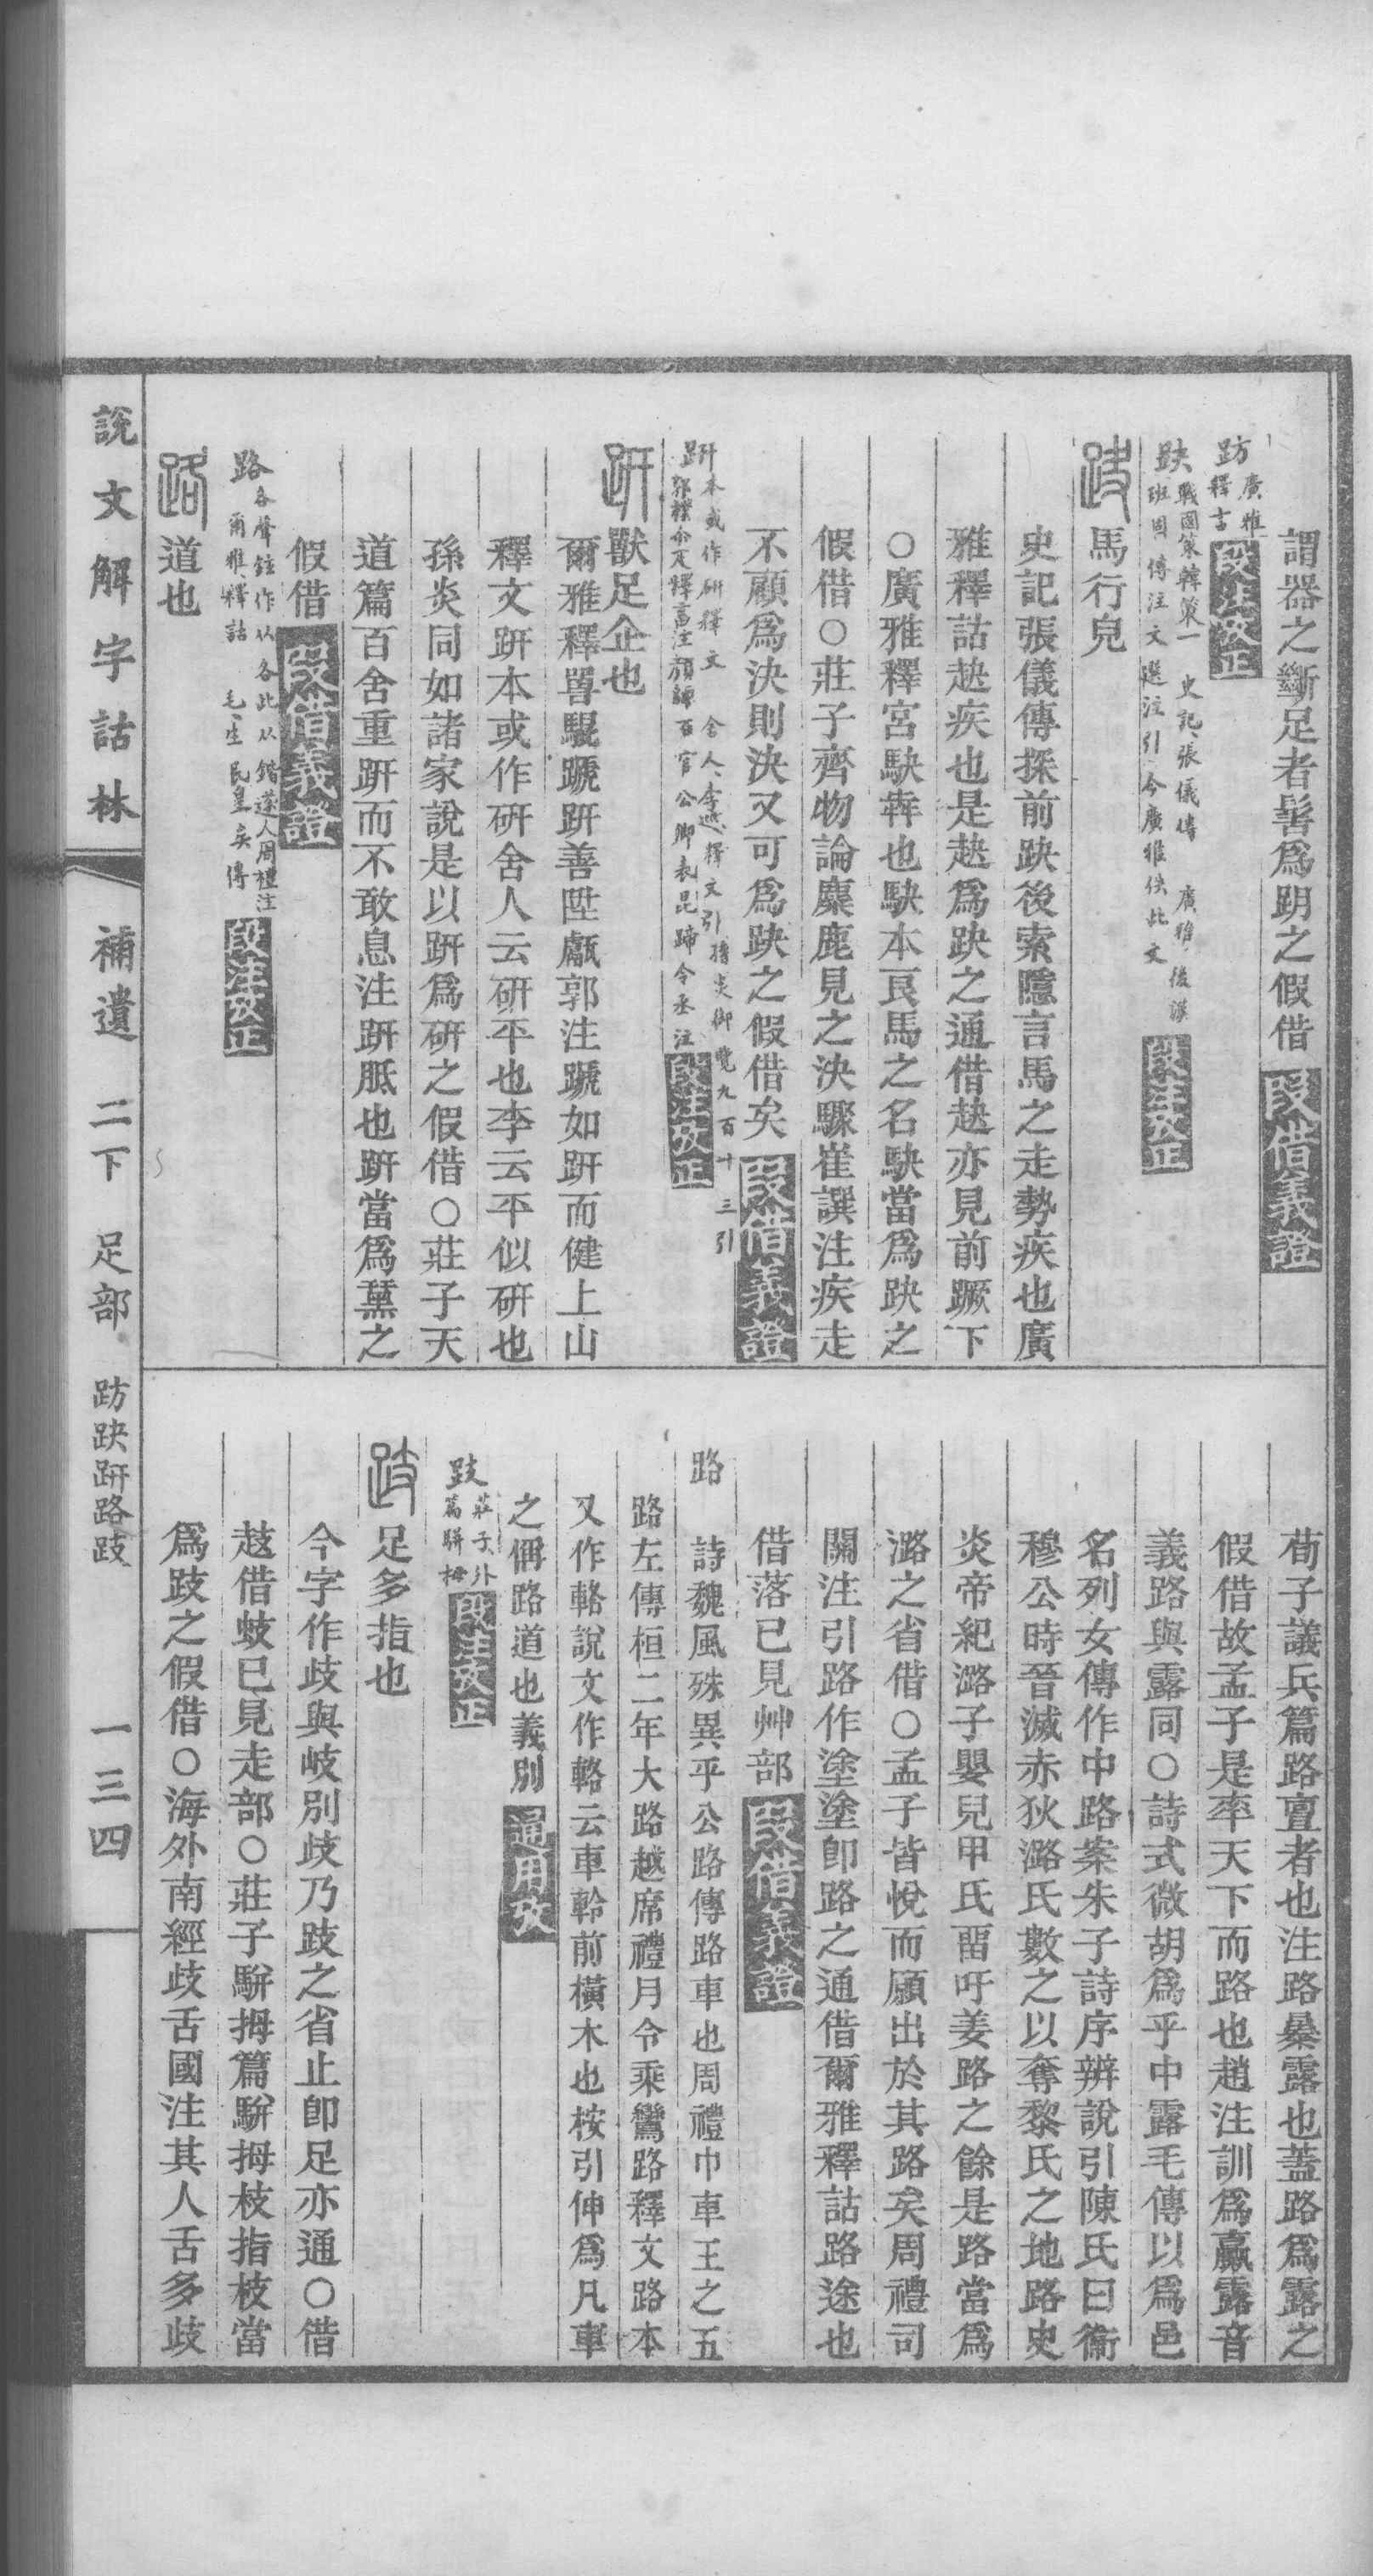 謂器之斷足者髻爲跀之假借 段借義證
趽 廣雅釋言 段注攷正
趹 戰國策韓策一 史記張儀傳 廣雅 後漢
班固傳注文選注引今廣雅佚此文 段注攷正
趹 馬行皃
史記張儀傳探前趹後索隱言馬之走勢疾也廣
雅釋詁趹疾也是趹爲趹之通借趹亦見前蹶下
○廣雅釋宮駃犇也駃本良馬之名駃當爲趹之
假借○莊子齊物論麋鹿見之決驟崔譔注疾走
不顧爲決則決又可爲趹之假借矣 段借義證
趼 本或作研釋文 舍人、李巡、釋文引、孫炎御覽九百十三引
郭璞尒疋釋嘼注顏師古百官公卿表昆蹏令丞注 段注攷正
趼 獸足企也
爾雅釋嘼騉蹏趼善陞甗郭注蹏如趼而健上山
釋文趼本或作研舍人云研平也李云平似研也
孫炎同如諸家說是以趼爲研之假借○莊子天
道篇百舍重趼而不敢息注趼胝也趼當爲繭之
假借 段借義證
路 各聲鉉作从各此从鍇 遂人周禮注
爾雅釋詁 毛、生民皇矣傳 段注攷正
路 道也
荀子議兵篇路亶者也注路暴露也蓋路爲露之
假借故孟子是率天下而路也趙注訓爲羸露音
義路與露同○詩式微胡爲乎中露毛傳以爲邑
名列女傳作中路案朱子詩序辨說引陳氏曰衞
穆公時晉滅赤狄潞氏數之以奪黎氏之地路史
炎帝紀潞子嬰兒甲氏畱吁姜路之餘是路當爲
潞之省借○孟子皆悅而願出於其路矣周禮司
關注引路作塗塗卽路之通借爾雅釋詁路途也
借落已見艸部 段借義證
路 詩魏風殊異乎公路傳路車也周禮巾車王之五
路左傳桓二年大路越席禮月令乘鸞路釋文路本
又作輅說文作輅云車軨前橫木也桉引伸爲凡車
之偁路道也義別 通用攷
跂 莊子、外篇駢拇 段注攷正
跂 足多指也
今字作歧與岐別歧乃跂之省止卽足亦通○借
𧺆借蚑已見走部○莊子駢拇篇駢拇枝指枝當
爲跂之假借○海外南經歧舌國注其人舌多歧
說文解字詁林 補遺 二下 足部 趽趹趼路跂 一三四